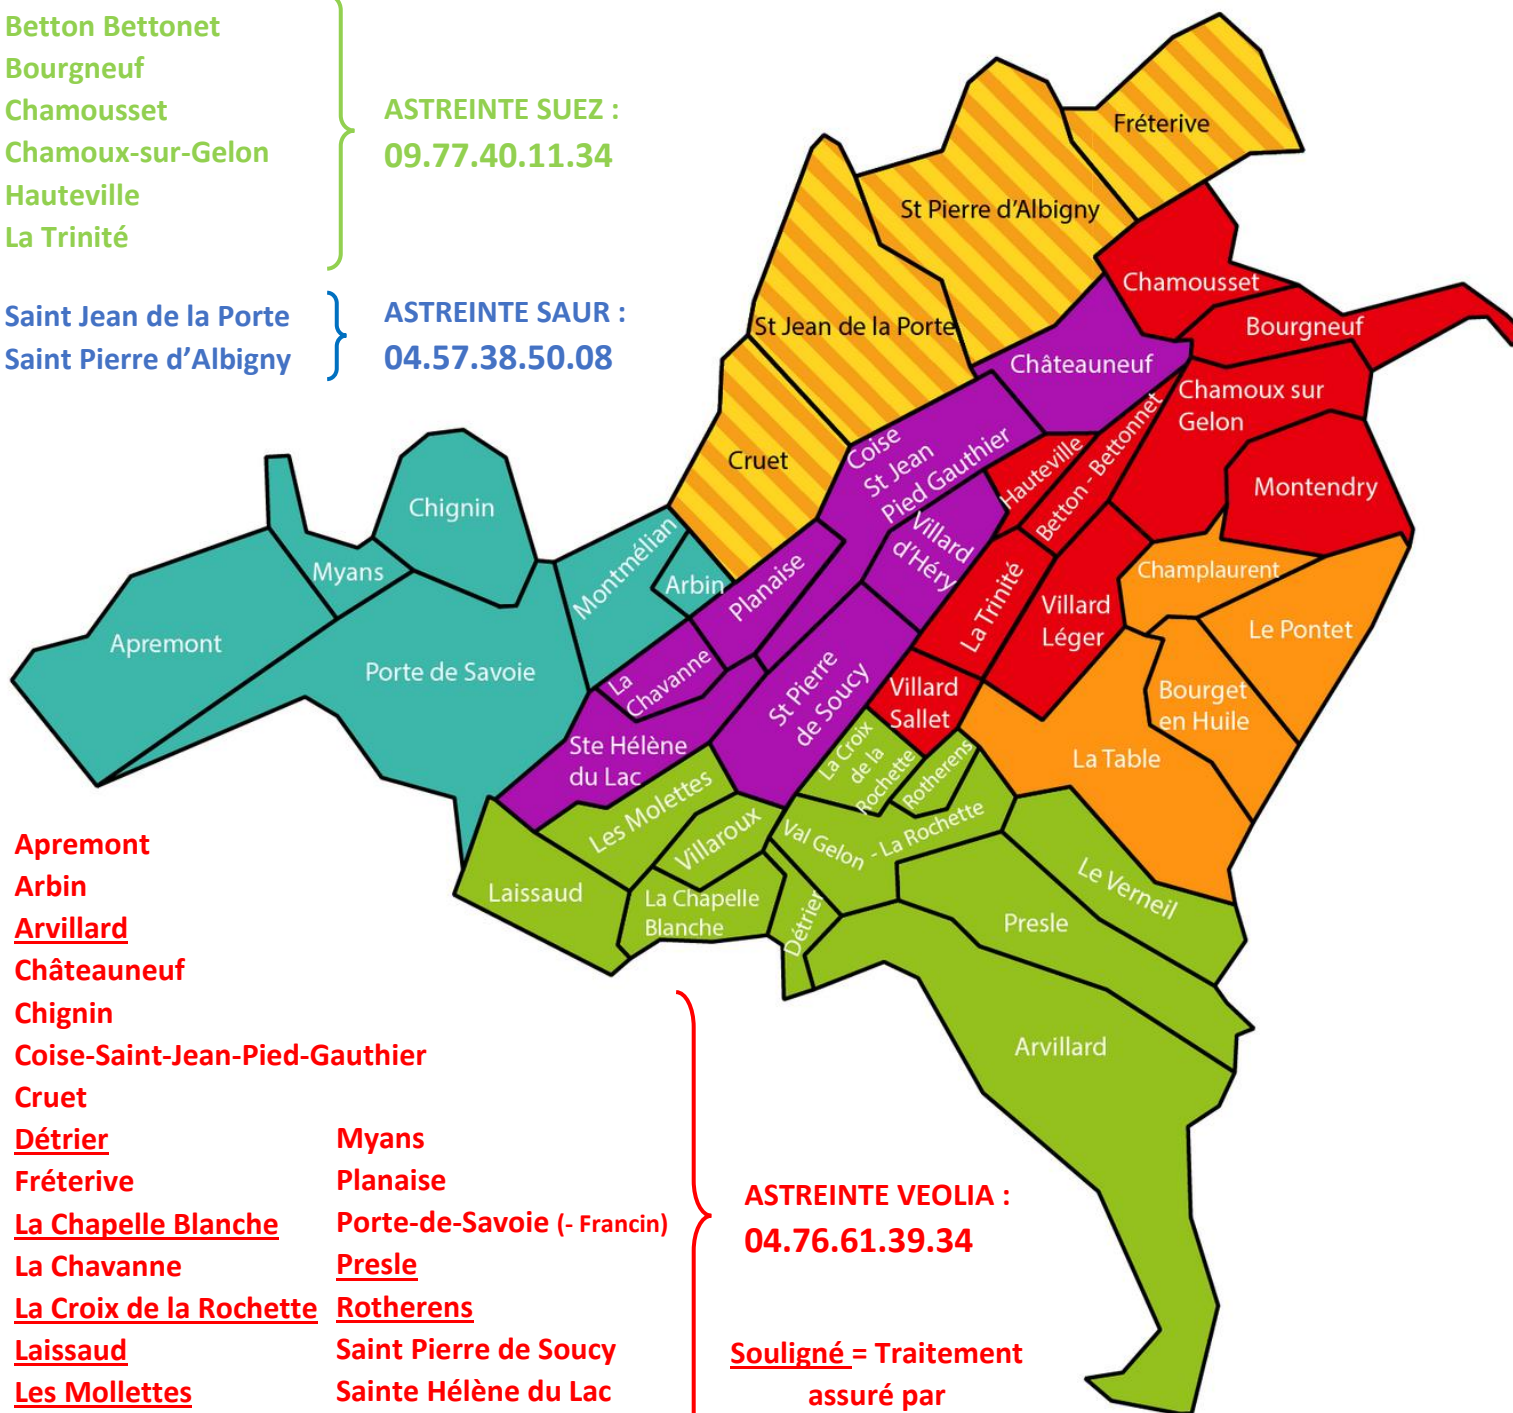 Betton Bettonet
Bourgneuf
Chamousset
Chamoux-sur-Gelon
Hauteville
La Trinité
ASTREINTE SUEZ :
09.77.40.11.34
Saint Jean de la Porte
Saint Pierre d'Albigny
ASTREINTE SAUR :
04.57.38.50.08
Fréterive
St Pierre d'Albigny
Chamousset
St Jean de la Porte
Bourgneuf
Châteauneuf
Chamoux sur
Gelon
Cruet
Coise
St Jean
Pied Gauthier
Hauteville
Betton - Bettonnet
Montendry
Chignin
Villard
d'Héry
Myans
Montmélian
Arbin
Planaise
La Trinité
Champlaurent
Villard
Léger
Le Pontet
Apremont
Porte de Savoie
La
Chavanne
St Pierre
de Soucy
Villard
Sallet
Bourget
en Huile
Ste Hélène
du Lac
La Croix
de la
Rochette
Rotherens
La Table
Les Molettes
Villaroux
Val Gelon - La Rochette
Laissaud
La Chapelle
Blanche
Détrier
Le Verneil
Presle
Arvillard
Apremont
Arbin
Arvillard
Châteauneuf
Chignin
Coise-Saint-Jean-Pied-Gauthier
Cruet
Détrier
Fréterive
La Chapelle Blanche
La Chavanne
La Croix de la Rochette
Laissaud
Les Mollettes
Myans
Planaise
Porte-de-Savoie (- Francin)
Presle
Rotherens
Saint Pierre de Soucy
Sainte Hélène du Lac
ASTREINTE VEOLIA :
04.76.61.39.34
Souligné = Traitement
assuré par